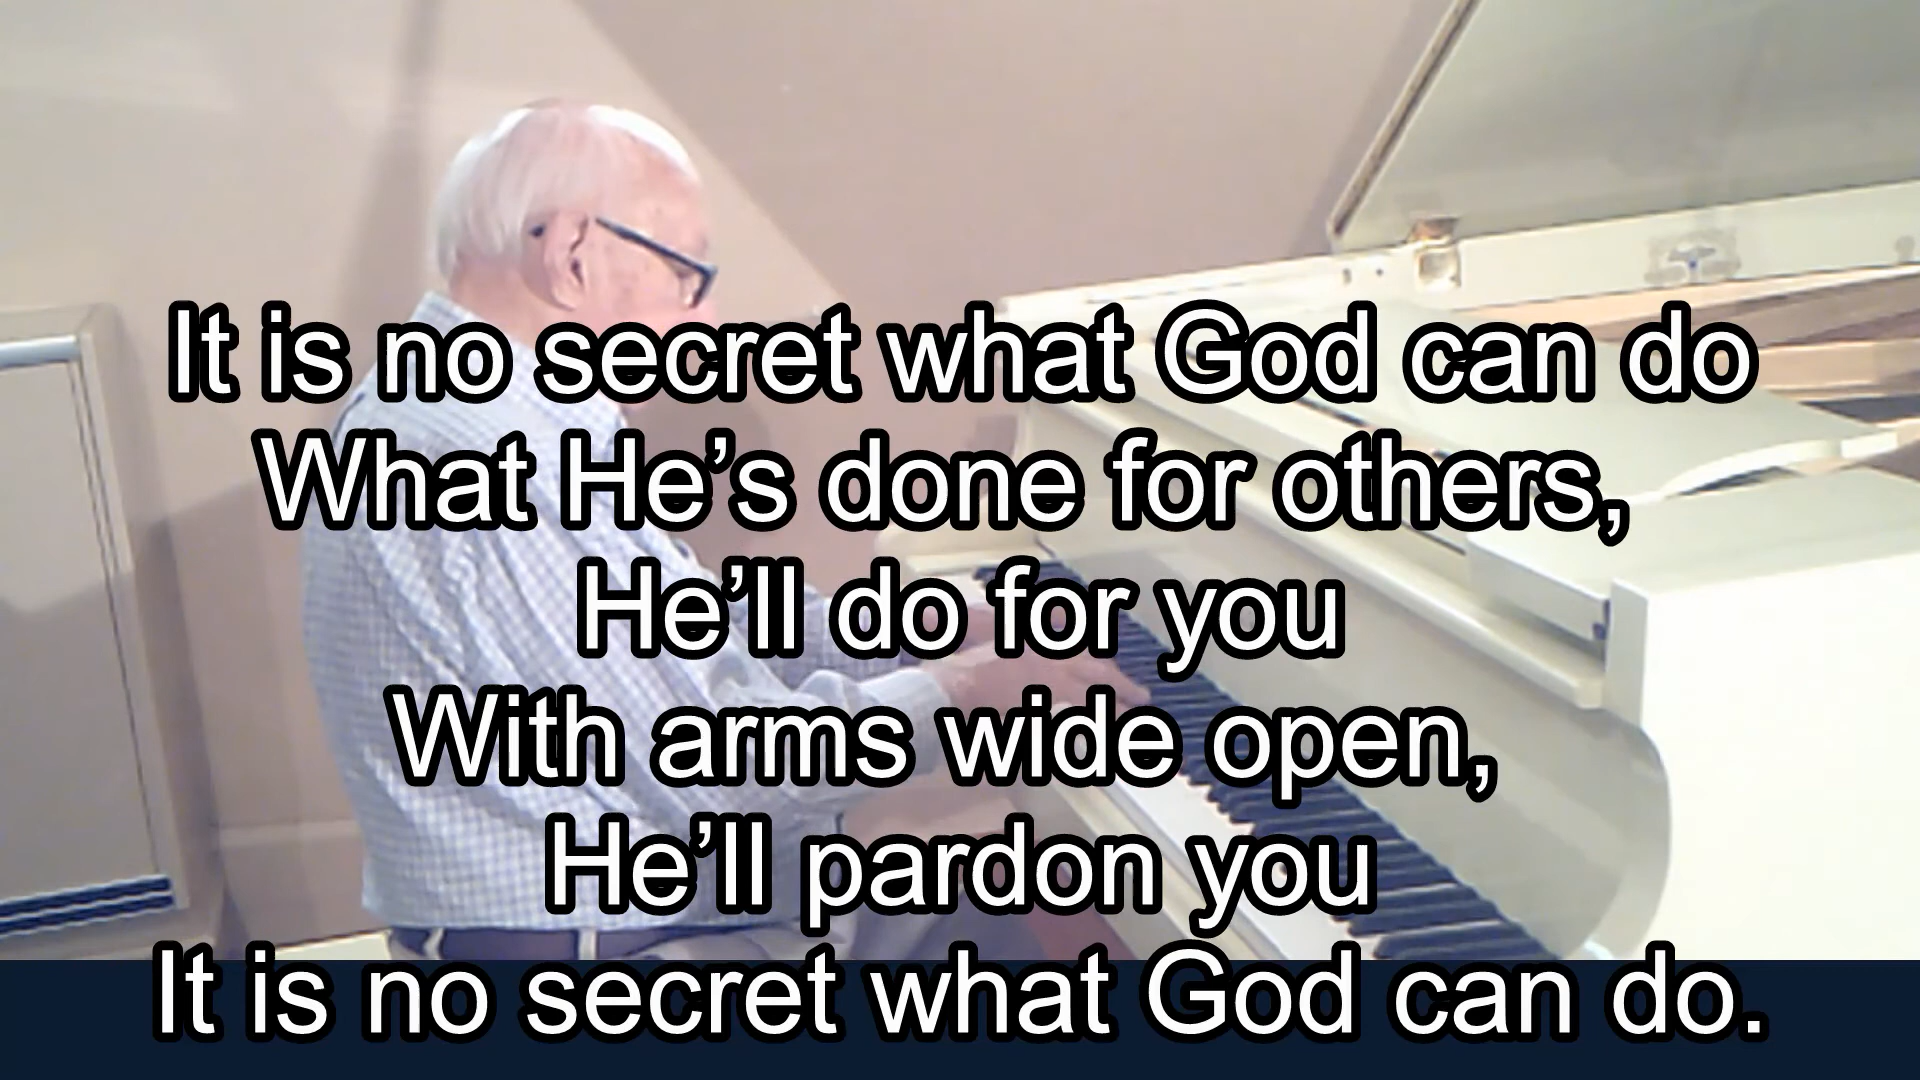 It is no secret what God can do
What He’s done for others,
He’ll do for you
With arms wide open,
He’ll pardon you
It is no secret what God can do.